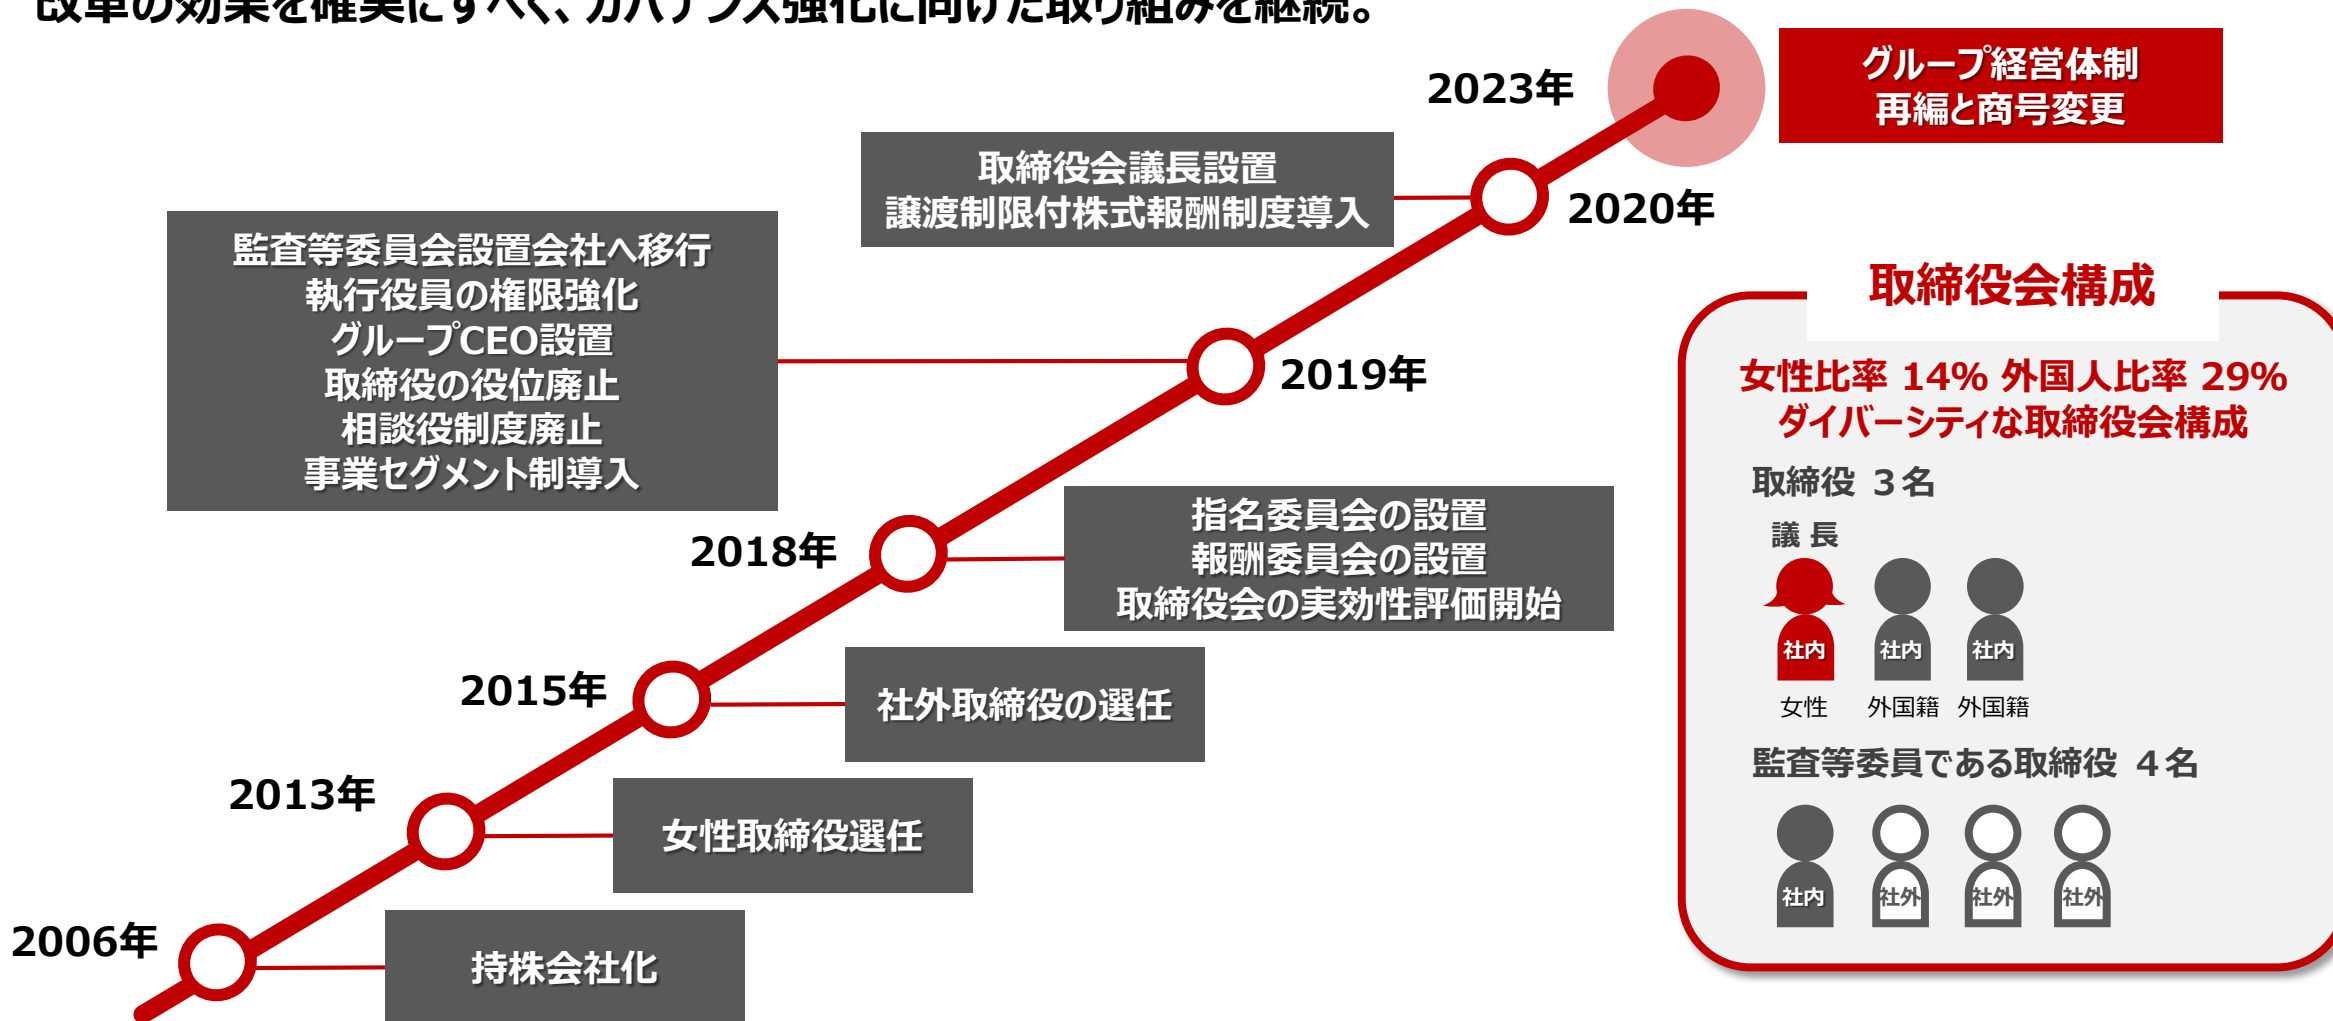 改革の効果を確実にすべく、ガバナンス強化に向けた取り組みを継続。
2023年
グループ経営体制
再編と商号変更
取締役会議長設置
譲渡制限付株式報酬制度導入
2020年
監査等委員会設置会社へ移行
執行役員の権限強化
グループCEO設置
取締役の役位廃止
相談役制度廃止
事業セグメント制導入
2019年
2018年
指名委員会の設置
報酬委員会の設置
取締役会の実効性評価開始
2015年
社外取締役の選任
2013年
女性取締役選任
2006年
持株会社化
取締役会構成
女性比率 14% 外国人比率 29%
ダイバーシティな取締役会構成
取締役 3名
議 長
社内 社内 社内
女性 外国籍 外国籍
監査等委員である取締役 4名
社内 社外 社外 社外